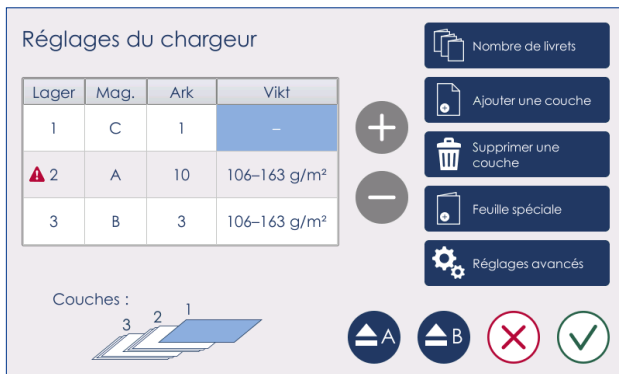 Réglages du chargeur
Lager Mag. Ark Vikt
1 C 1 –
2 A 10 106–163 g/m²
3 B 3 106–163 g/m²
Couches :
3 2 1
Nombre de livrets
Ajouter une couche
Supprimer une
couche
Feuille spéciale
Réglages avancés
A
B